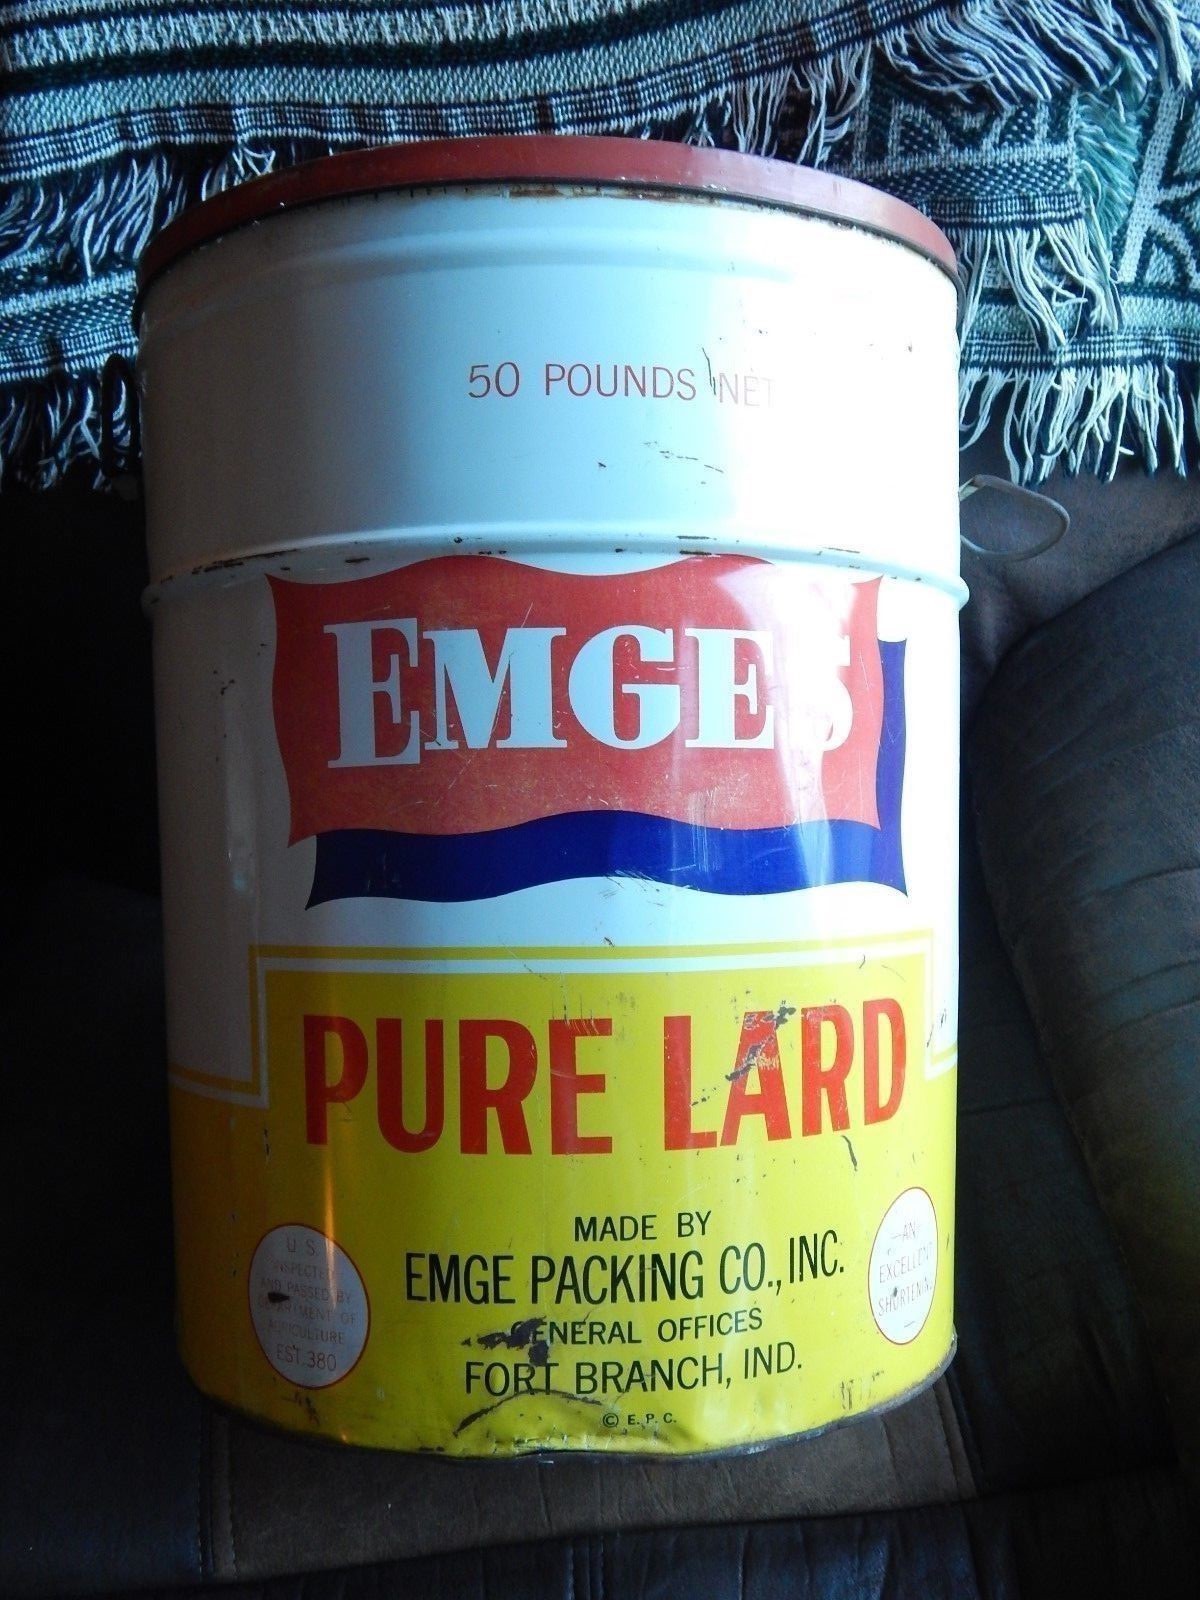 50 POUNDS NET
EMGE'S
PURE LARD
MADE BY
EMGE PACKING CO., INC.
GENERAL OFFICES
FORT BRANCH, IND.
© E. P. C.
U. S.
INSPECTED
AND PASSED BY
DEPARTMENT OF
AGRICULTURE
EST. 380
AN
EXCELLENT
SHORTENING